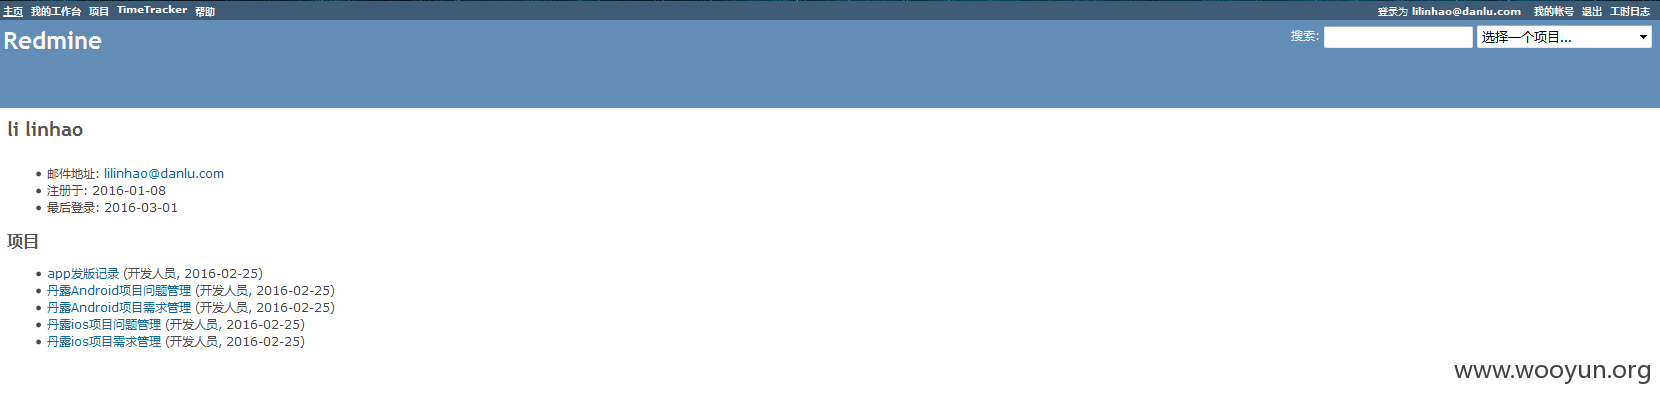 主页 我的工作台 项目 TimeTracker 帮助 登录为 lilinhao@danlu.com 我的帐号 退出 工时日志
Redmine 搜索: 选择一个项目...
li linhao
邮件地址: lilinhao@danlu.com
注册于: 2016-01-08
最后登录: 2016-03-01
项目
app发版记录 (开发人员, 2016-02-25)
丹露Android项目问题管理 (开发人员, 2016-02-25)
丹露Android项目需求管理 (开发人员, 2016-02-25)
丹露ios项目问题管理 (开发人员, 2016-02-25)
丹露ios项目需求管理 (开发人员, 2016-02-25)
www.wooyun.org